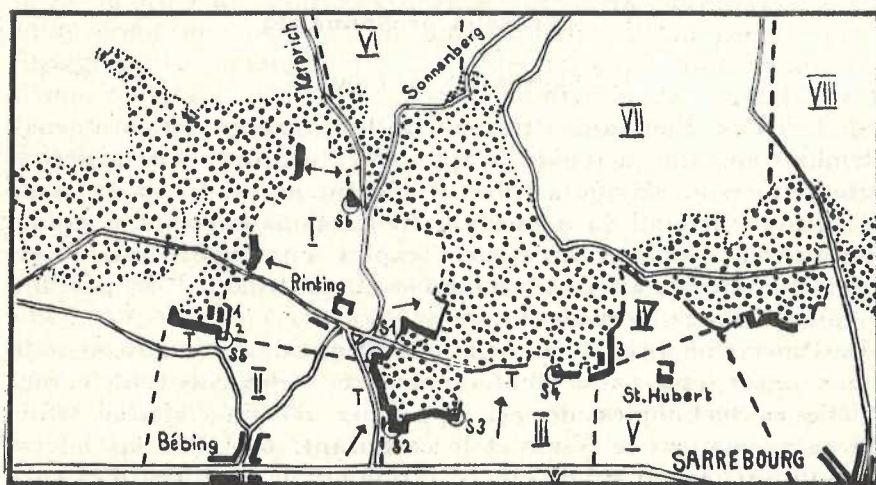 Kerprich
VI
Sonnenberg
VII
VIII
S6
T
I
Rinting
S1
IV
A
S5
T
T
3
II
T
S4
St. Hubert
S2
S3
III
V
Bébing
SARREBOURG